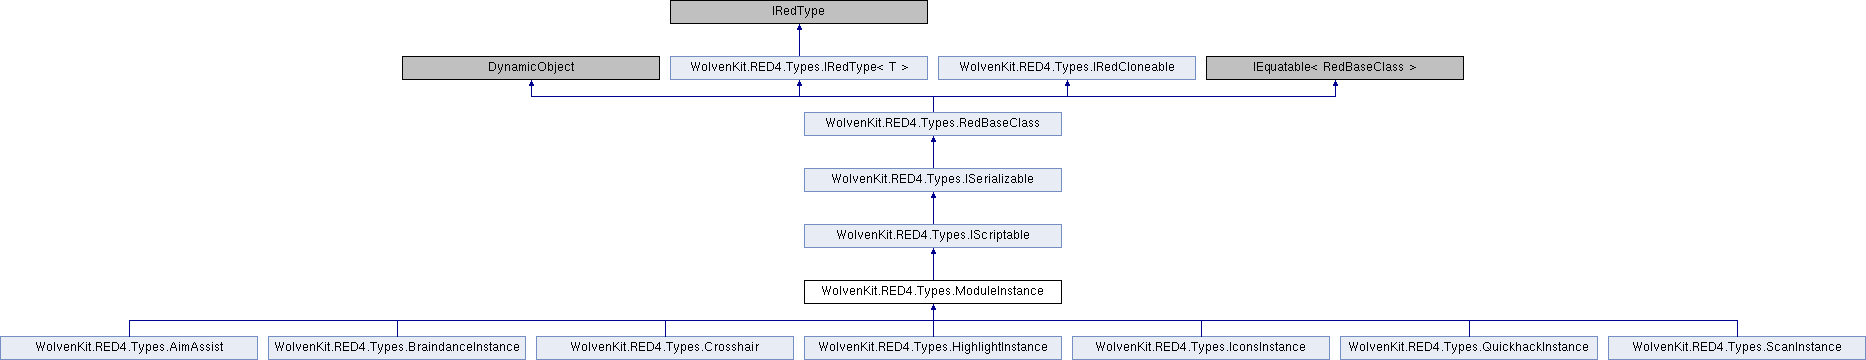 IRedType
DynamicObject
WolvenKit.RED4.Types.IRedType< T >
WolvenKit.RED4.Types.IRedCloneable
IEquatable< RedBaseClass >
WolvenKit.RED4.Types.RedBaseClass
WolvenKit.RED4.Types.ISerializable
WolvenKit.RED4.Types.IScriptable
WolvenKit.RED4.Types.ModuleInstance
WolvenKit.RED4.Types.AimAssist
WolvenKit.RED4.Types.BraindanceInstance
WolvenKit.RED4.Types.Crosshair
WolvenKit.RED4.Types.HighlightInstance
WolvenKit.RED4.Types.IconsInstance
WolvenKit.RED4.Types.QuickhackInstance
WolvenKit.RED4.Types.ScanInstance